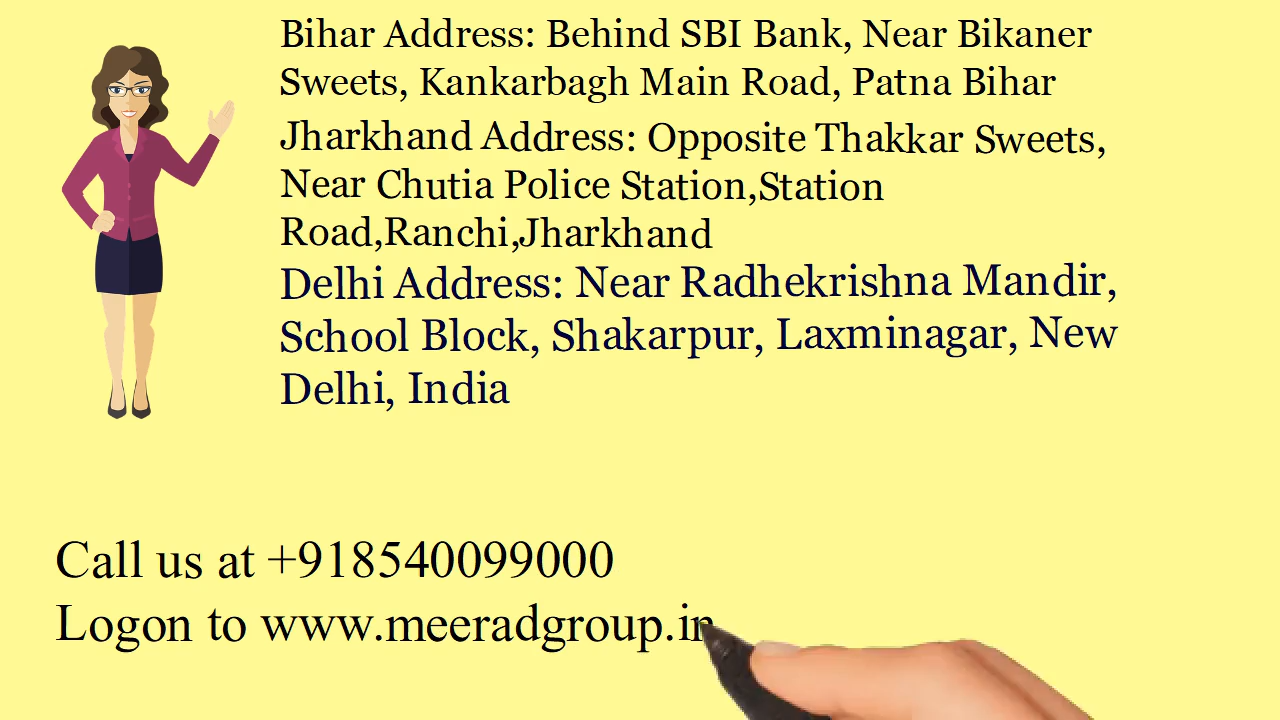 Bihar Address: Behind SBI Bank, Near Bikaner
Sweets, Kankarbagh Main Road, Patna Bihar
Jharkhand Address: Opposite Thakkar Sweets,
Near Chutia Police Station,Station
Road,Ranchi,Jharkhand
Delhi Address: Near Radhekrishna Mandir,
School Block, Shakarpur, Laxminagar, New
Delhi, India
Call us at +918540099000
Logon to www.meeradgroup.in